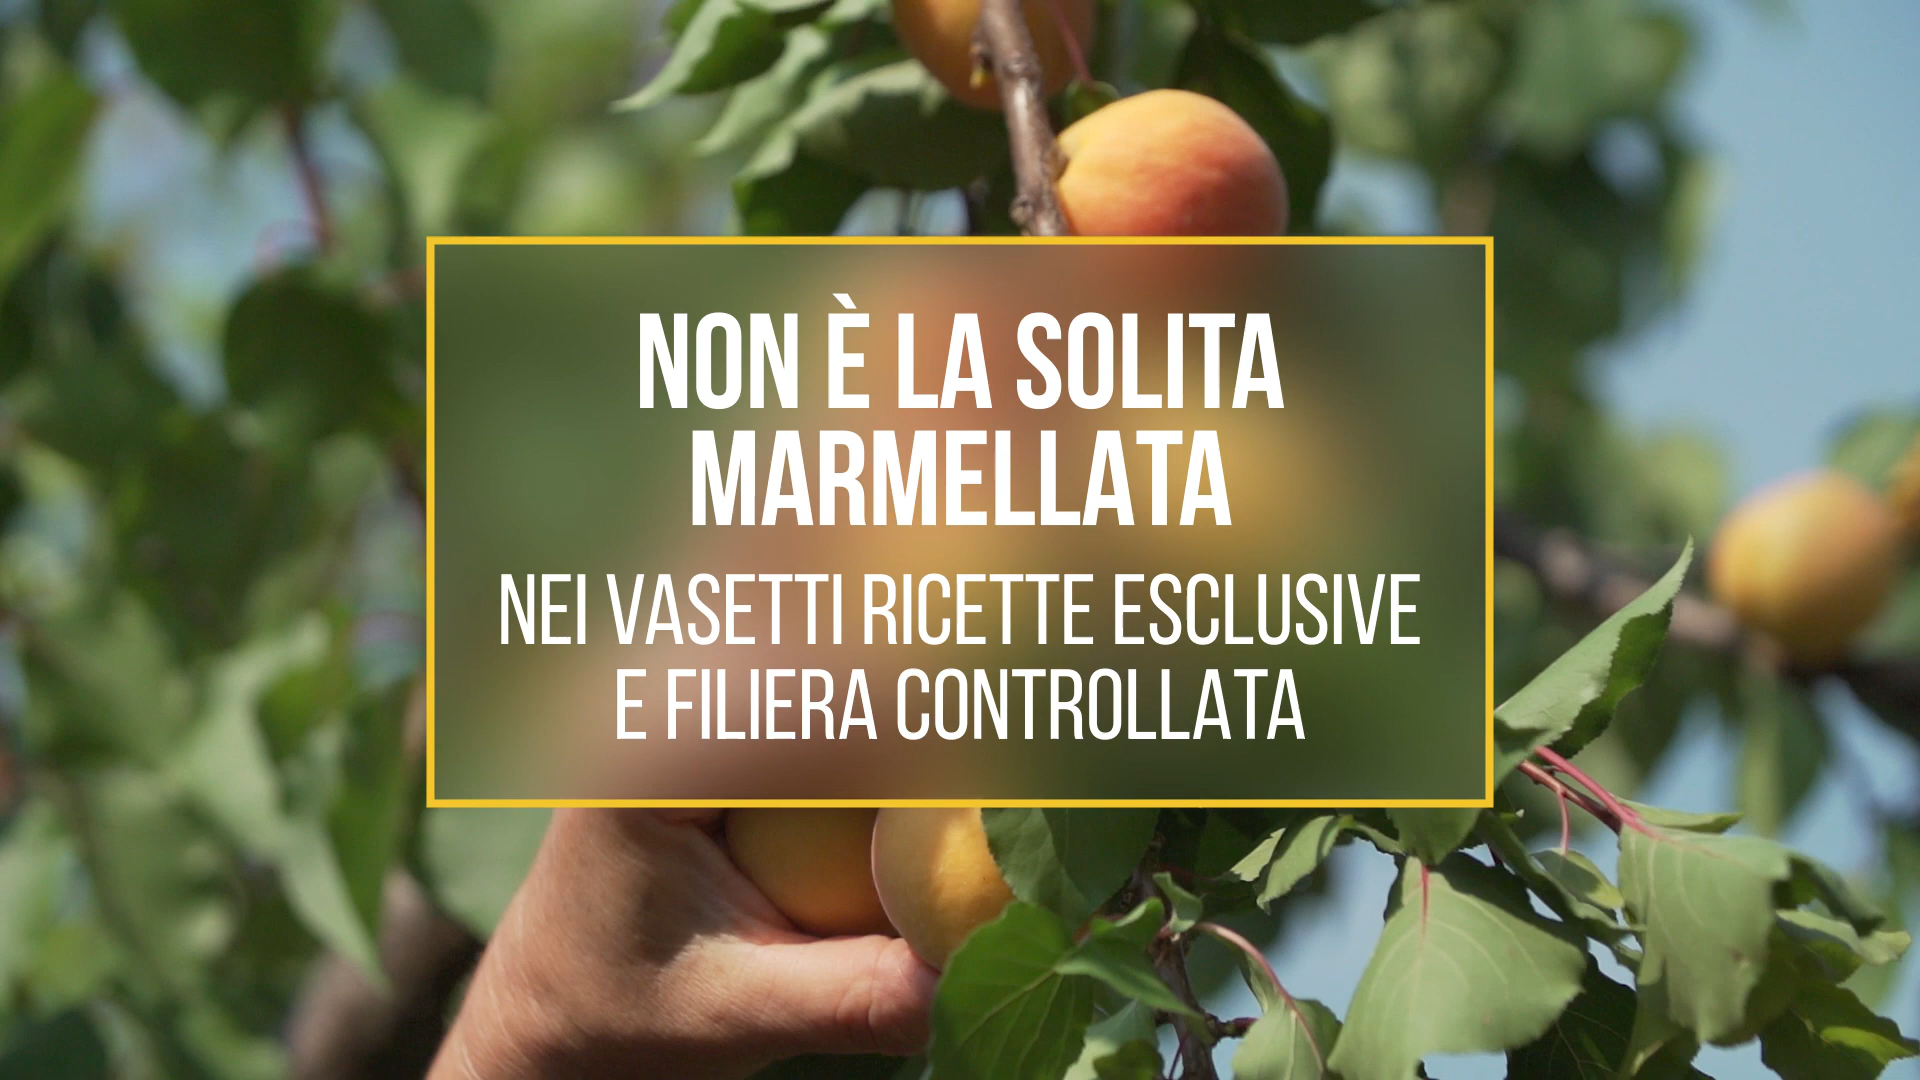 NON È LA SOLITA
MARMELLATA
NEI VASETTI RICETTE ESCLUSIVE
E FILIERA CONTROLLATA